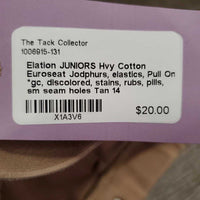 The Tack Collector
1006915-131
Elation JUNIORS Hvy Cotton
Euroseat Jodphurs, elastics, Pull On
*gc, discolored, stains, rubs, pills,
sm seam holes Tan 14
X1A3V6
$20.00